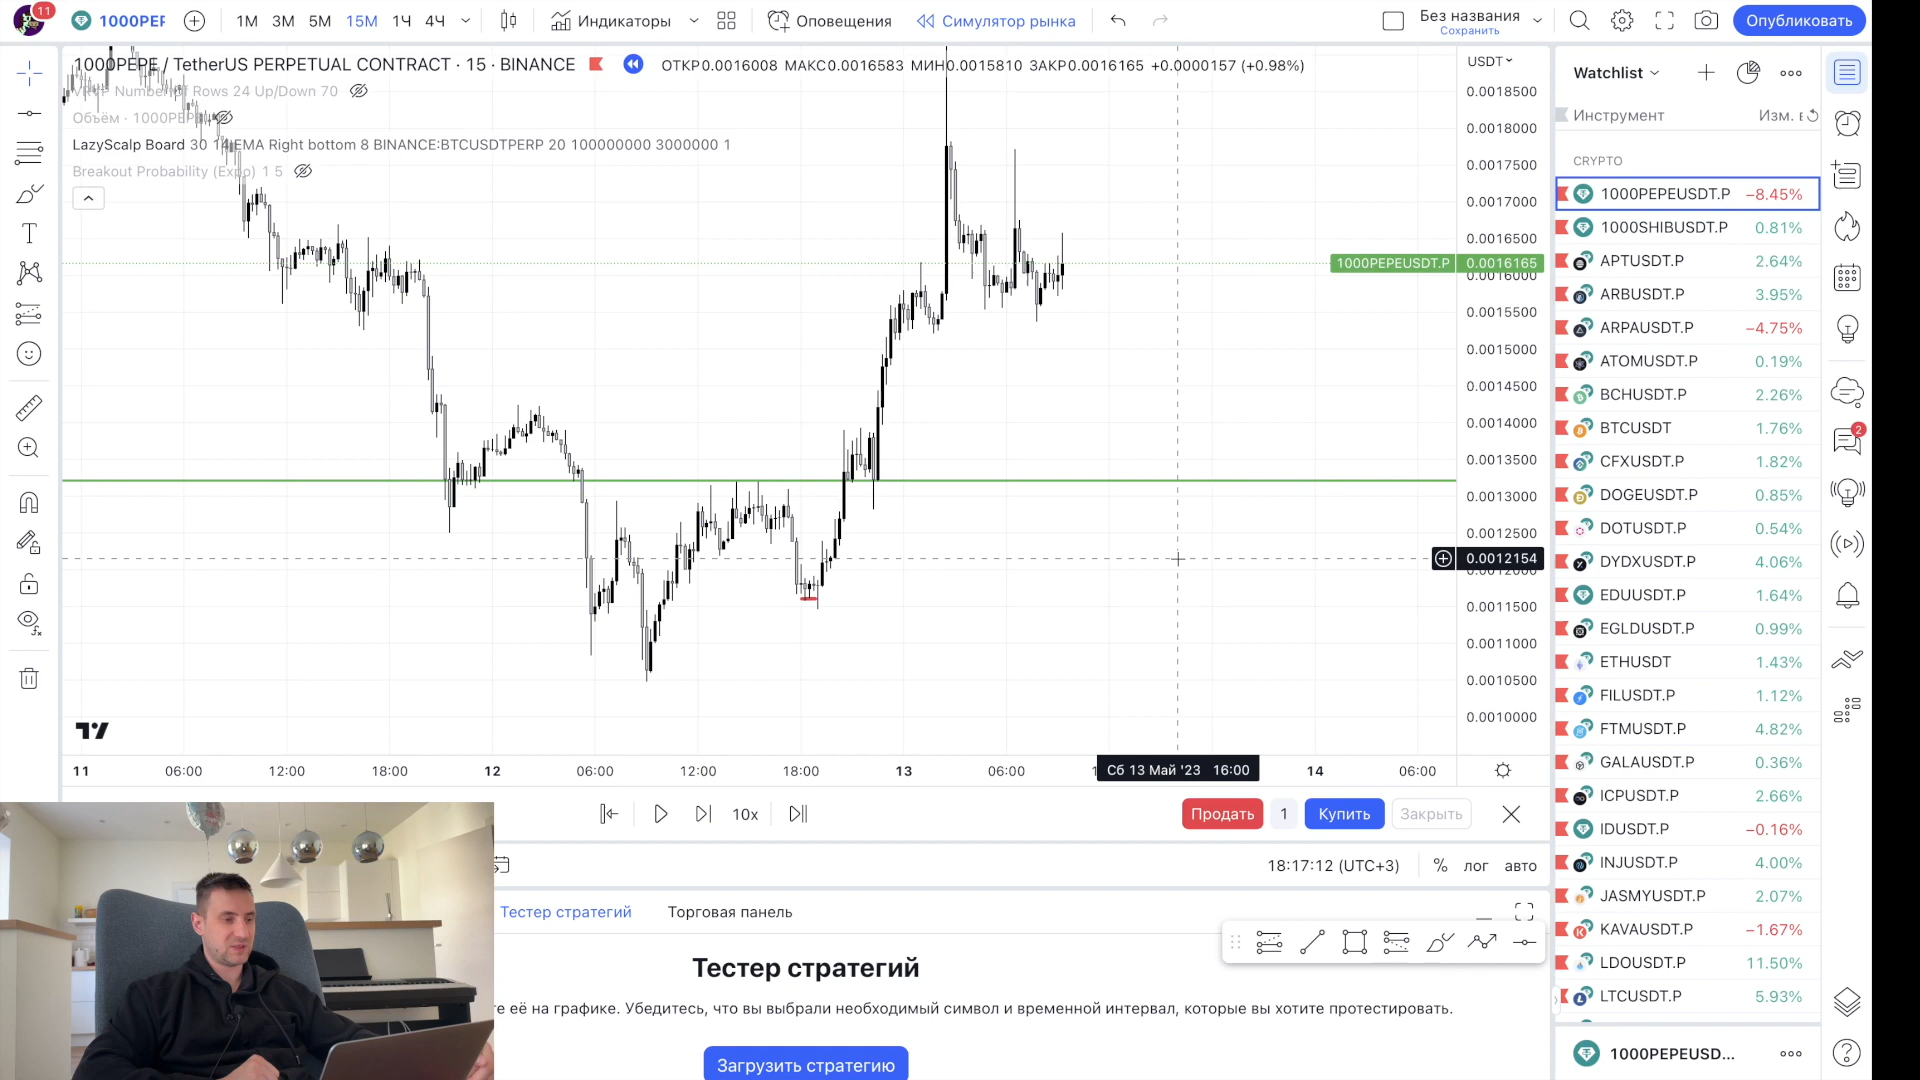 11
1000PEP
1М
3М
5М
15М
1Ч
4Ч
Индикаторы
Оповещения
Симулятор рынка
Без названия
Сохранить
Опубликовать
1000PEPE / TetherUS PERPETUAL CONTRACT · 15 · BINANCE
ОТКР0.0016008 МАКС0.0016583 МИН0.0015810 ЗАКР0.0016165 +0.0000157 (+0.98%)
Number of Rows 24 Up/Down 70
Объём · 1000PEPE
LazyScalp Board 30 14 EMA Right bottom 8 BINANCE:BTCUSDTPERP 20 100000000 3000000 1
Breakout Probability (Expo) 1 5
USDT
0.0018500
0.0018000
0.0017500
0.0017000
0.0016500
1000PEPEUSDT.P 0.0016165
0.0016000
0.0015500
0.0015000
0.0014500
0.0014000
0.0013500
0.0013000
0.0012500
0.0012154
0.0012000
0.0011500
0.0011000
0.0010500
0.0010000
11
06:00
12:00
18:00
12
06:00
12:00
18:00
13
06:00
Сб 13 Май '23 16:00
14
06:00
10x
Продать
1
Купить
Закрыть
18:17:12 (UTC+3)
%
лог
авто
Тестер стратегий
Торговая панель
Тестер стратегий
её на графике. Убедитесь, что вы выбрали необходимый символ и временной интервал, которые вы хотите протестировать.
Загрузить стратегию
Watchlist
Инструмент
Изм.
CRYPTO
1000PEPEUSDT.P −8.45%
1000SHIBUSDT.P 0.81%
APTUSDT.P 2.64%
ARBUSDT.P 3.95%
ARPAUSDT.P −4.75%
ATOMUSDT.P 0.19%
BCHUSDT.P 2.26%
BTCUSDT 1.76%
CFXUSDT.P 1.82%
DOGEUSDT.P 0.85%
DOTUSDT.P 0.54%
DYDXUSDT.P 4.06%
EDUUSDT.P 1.64%
EGLDUSDT.P 0.99%
ETHUSDT 1.43%
FILUSDT.P 1.12%
FTMUSDT.P 4.82%
GALAUSDT.P 0.36%
ICPUSDT.P 2.66%
IDUSDT.P −0.16%
INJUSDT.P 4.00%
JASMYUSDT.P 2.07%
KAVAUSDT.P −1.67%
LDOUSDT.P 11.50%
LTCUSDT.P 5.93%
1000PEPEUSD...
2